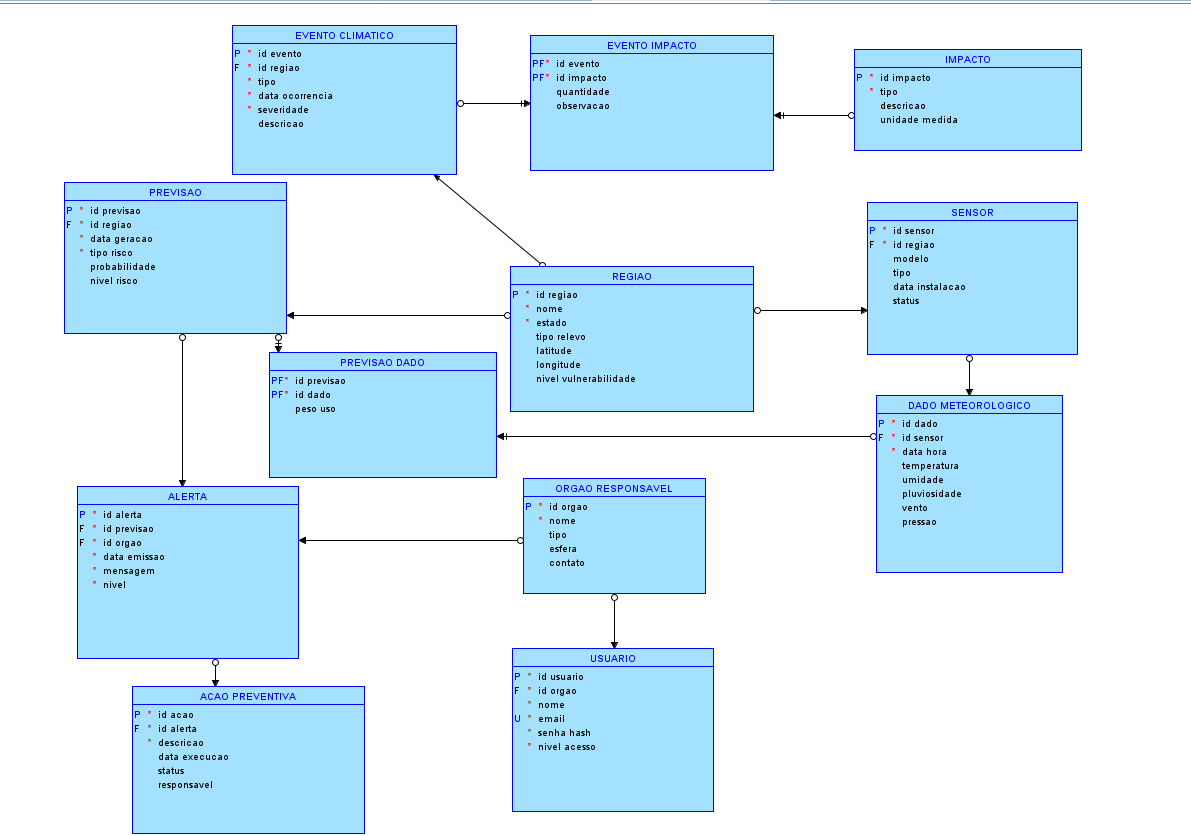 EVENTO CLIMATICO
P * id evento
F * id regiao
* tipo
* data ocorrencia
* severidade
descricao
EVENTO IMPACTO
PF* id evento
PF* id impacto
quantidade
observacao
IMPACTO
P * id impacto
* tipo
descricao
unidade medida
PREVISAO
P * id previsao
F * id regiao
* data geracao
* tipo risco
probabilidade
nivel risco
SENSOR
P * id sensor
F * id regiao
modelo
tipo
data instalacao
status
REGIAO
P * id regiao
* nome
* estado
tipo relevo
latitude
longitude
nivel vulnerabilidade
PREVISAO DADO
PF* id previsao
PF* id dado
peso uso
DADO METEOROLOGICO
P * id dado
F * id sensor
* data hora
temperatura
umidade
pluviosidade
vento
pressao
ALERTA
P * id alerta
F * id previsao
F * id orgao
* data emissao
* mensagem
* nivel
ORGAO RESPONSAVEL
P * id orgao
* nome
tipo
esfera
contato
USUARIO
P * id usuario
F * id orgao
* nome
U * email
* senha hash
* nivel acesso
ACAO PREVENTIVA
P * id acao
F * id alerta
* descricao
data execucao
status
responsavel